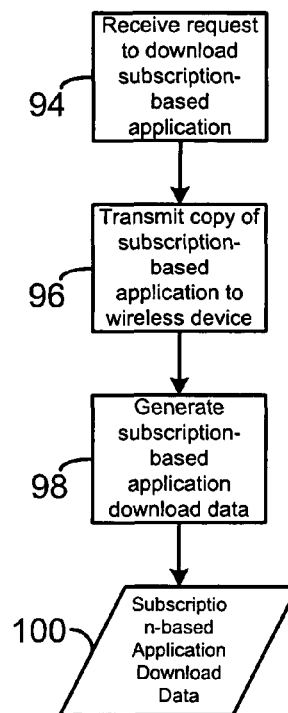 Receive request
to download
subscription-
based
application
94
Transmit copy of
subscription-
based
application to
wireless device
96
Generate
subscription-
based
application
download data
98
Subscriptio
n-based
Application
Download
Data
100